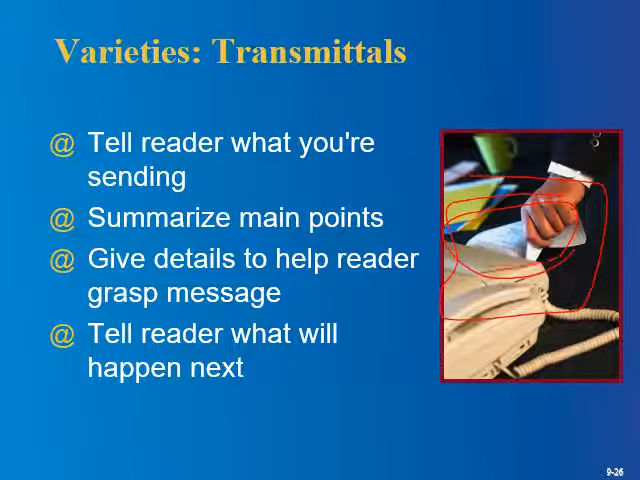 Varieties: Transmittals
@ Tell reader what you're
sending
@ Summarize main points
@ Give details to help reader
grasp message
@ Tell reader what will
happen next
9-26